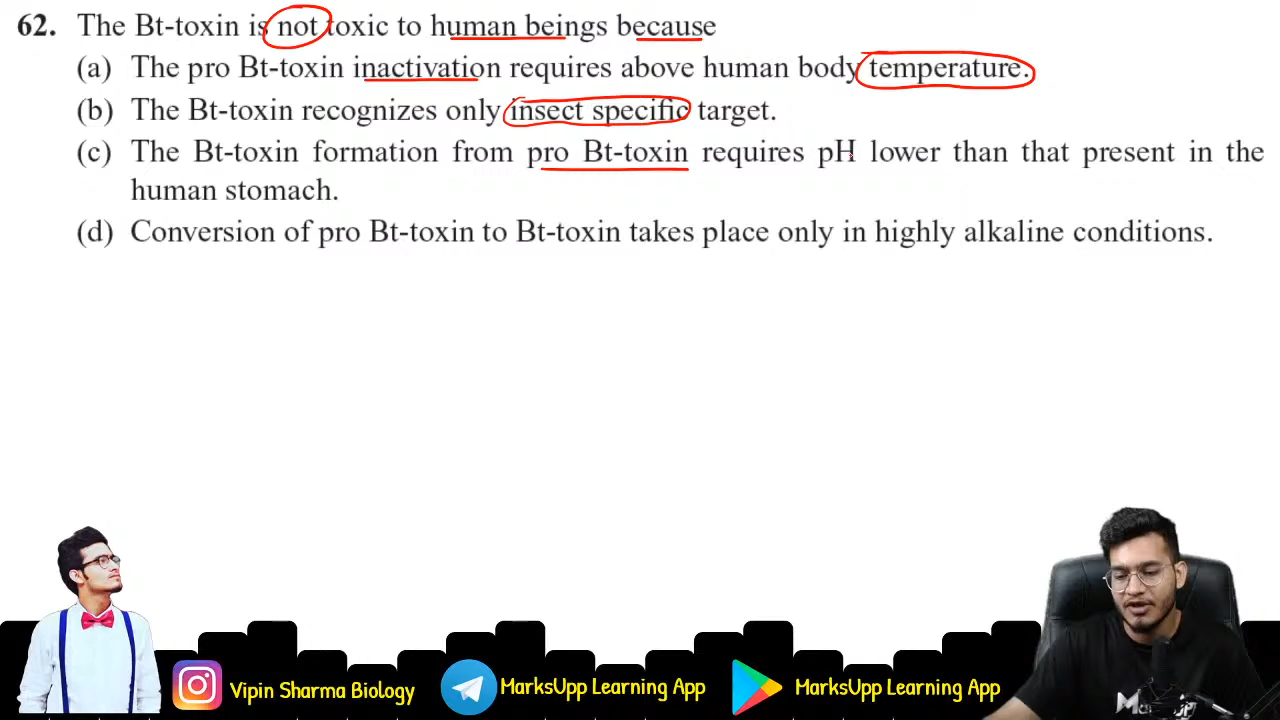 62. The Bt-toxin is not toxic to human beings because
(a) The pro Bt-toxin inactivation requires above human body temperature.
(b) The Bt-toxin recognizes only insect specific target.
(c) The Bt-toxin formation from pro Bt-toxin requires pH lower than that present in the
human stomach.
(d) Conversion of pro Bt-toxin to Bt-toxin takes place only in highly alkaline conditions.
Vipin Sharma Biology
MarksUpp Learning App
MarksUpp Learning App